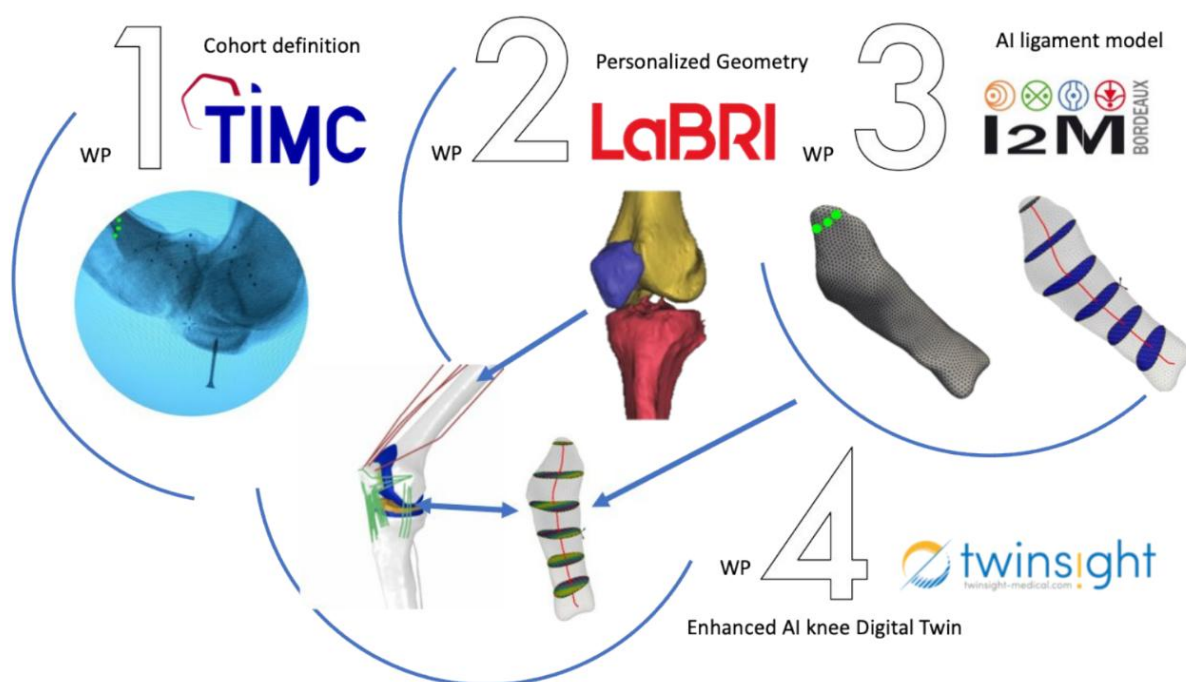 1
Cohort definition
TIMC
WP
2
Personalized Geometry
LaBRI
WP
3
AI ligament model
I2M
BORDEAUX
WP
4
WP
twinsight
twinsight-medical.com
Enhanced AI knee Digital Twin